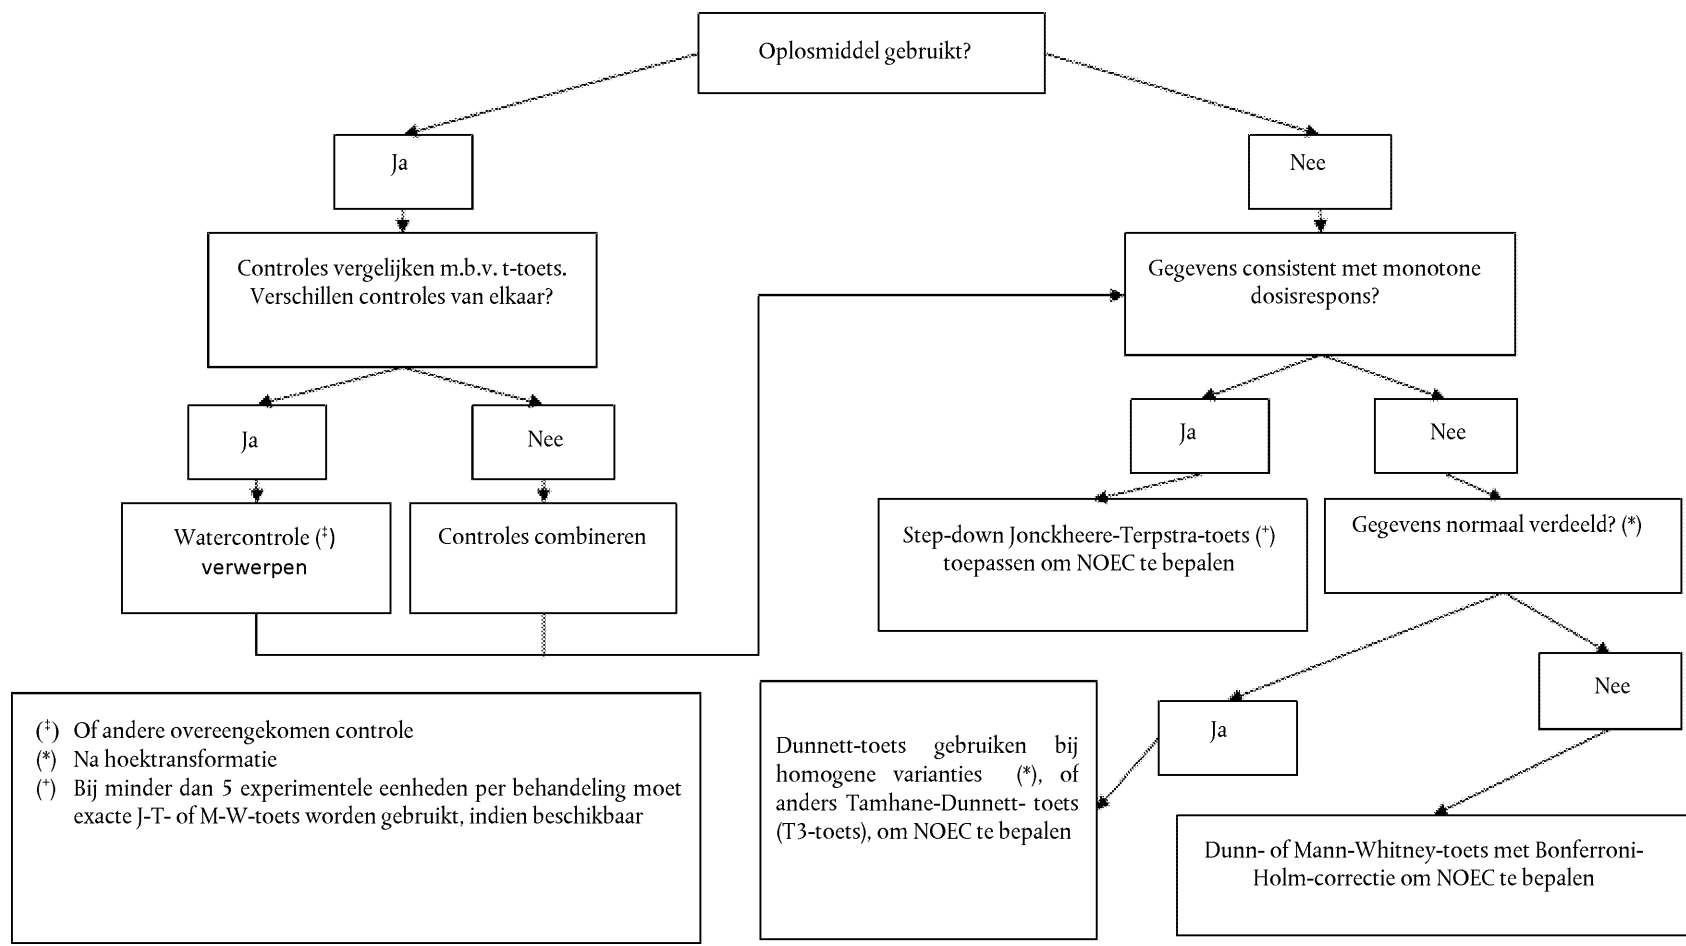 Oplosmiddel gebruikt?
Ja
Nee
Controles vergelijken m.b.v. t-toets.
Verschillen controles van elkaar?
Gegevens consistent met monotone
dosisrespons?
Ja
Nee
Ja
Nee
Watercontrole (‡)
verwerpen
Controles combineren
Step-down Jonckheere-Terpstra-toets (+)
toepassen om NOEC te bepalen
Gegevens normaal verdeeld? (*)
Ja
Nee
(‡) Of andere overeengekomen controle
(*) Na hoektransformatie
(+) Bij minder dan 5 experimentele eenheden per behandeling moet
exacte J-T- of M-W-toets worden gebruikt, indien beschikbaar
Dunnett-toets gebruiken bij
homogene varianties (*), of
anders Tamhane-Dunnett- toets
(T3-toets), om NOEC te bepalen
Dunn- of Mann-Whitney-toets met Bonferroni-
Holm-correctie om NOEC te bepalen